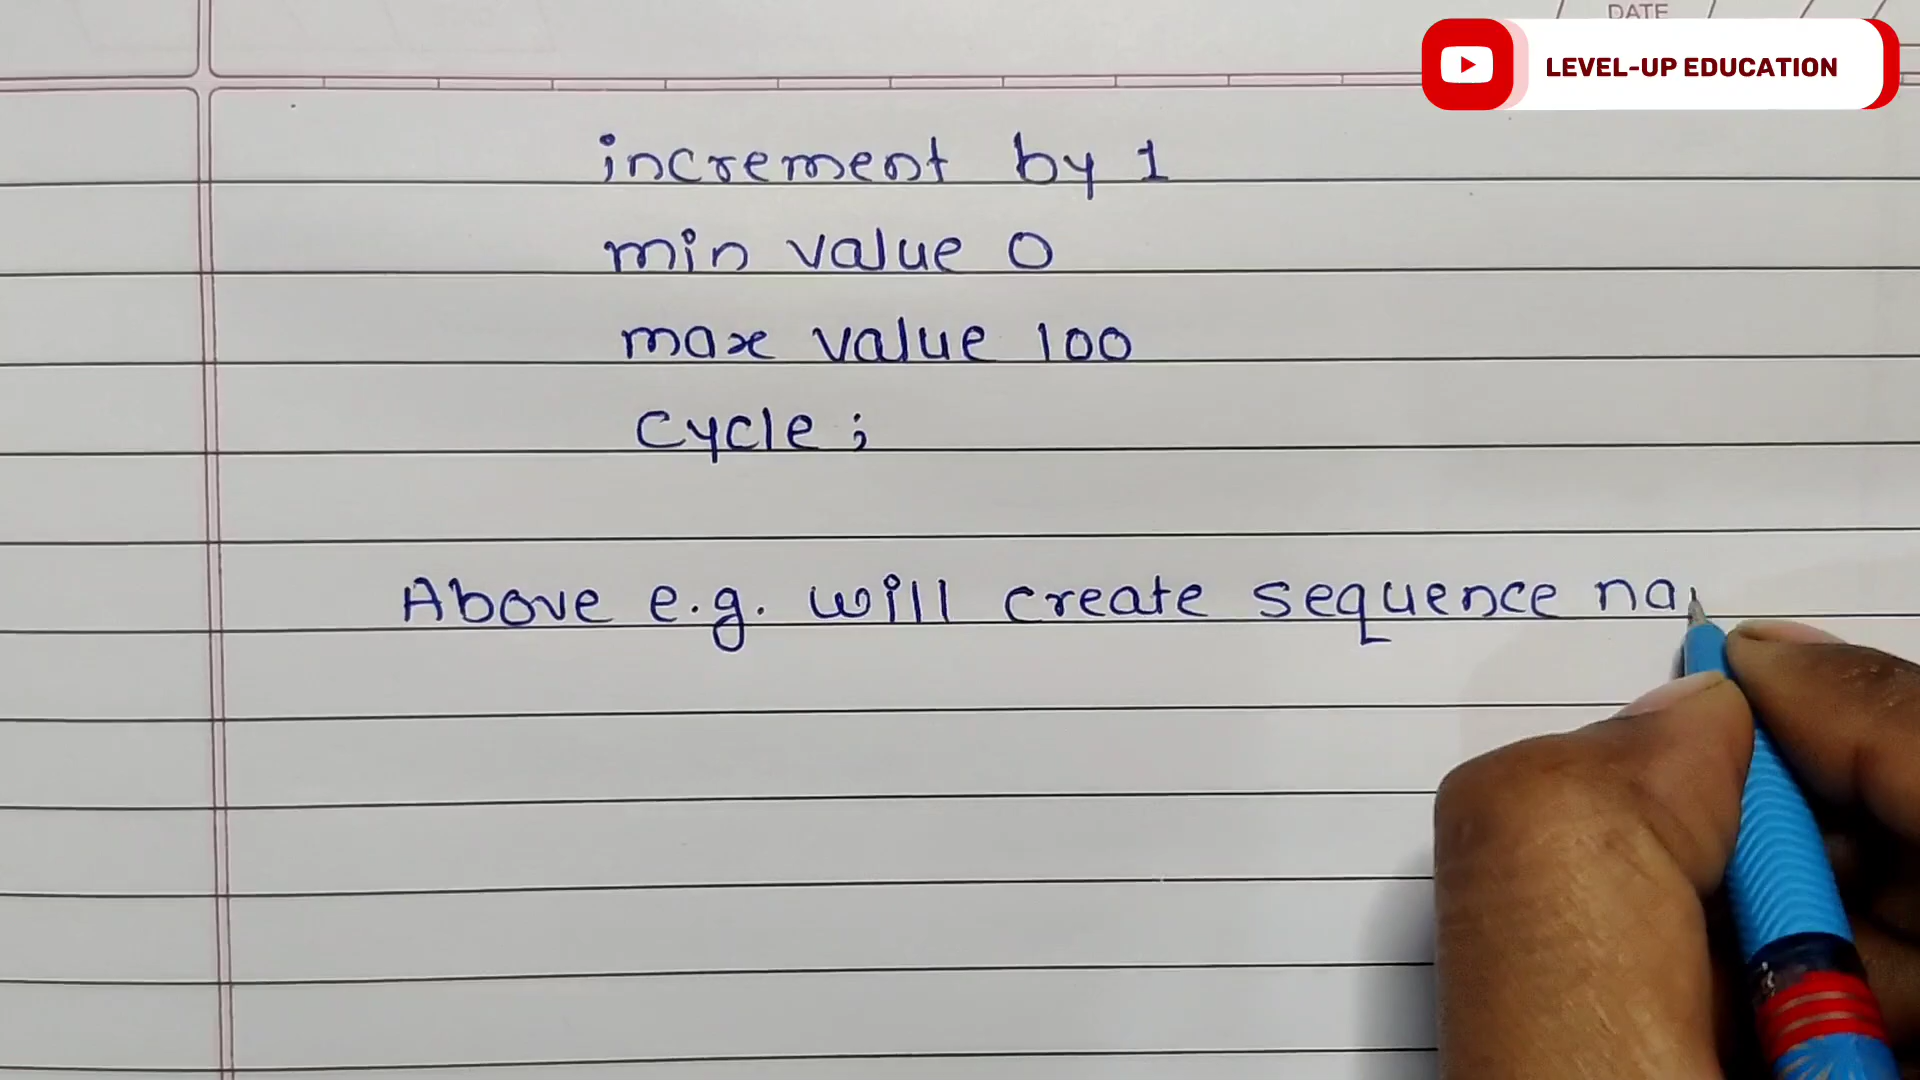 DATE
LEVEL-UP EDUCATION
increment by 1
min value 0
max value 100
Cycle;
Above e.g. will create sequence na